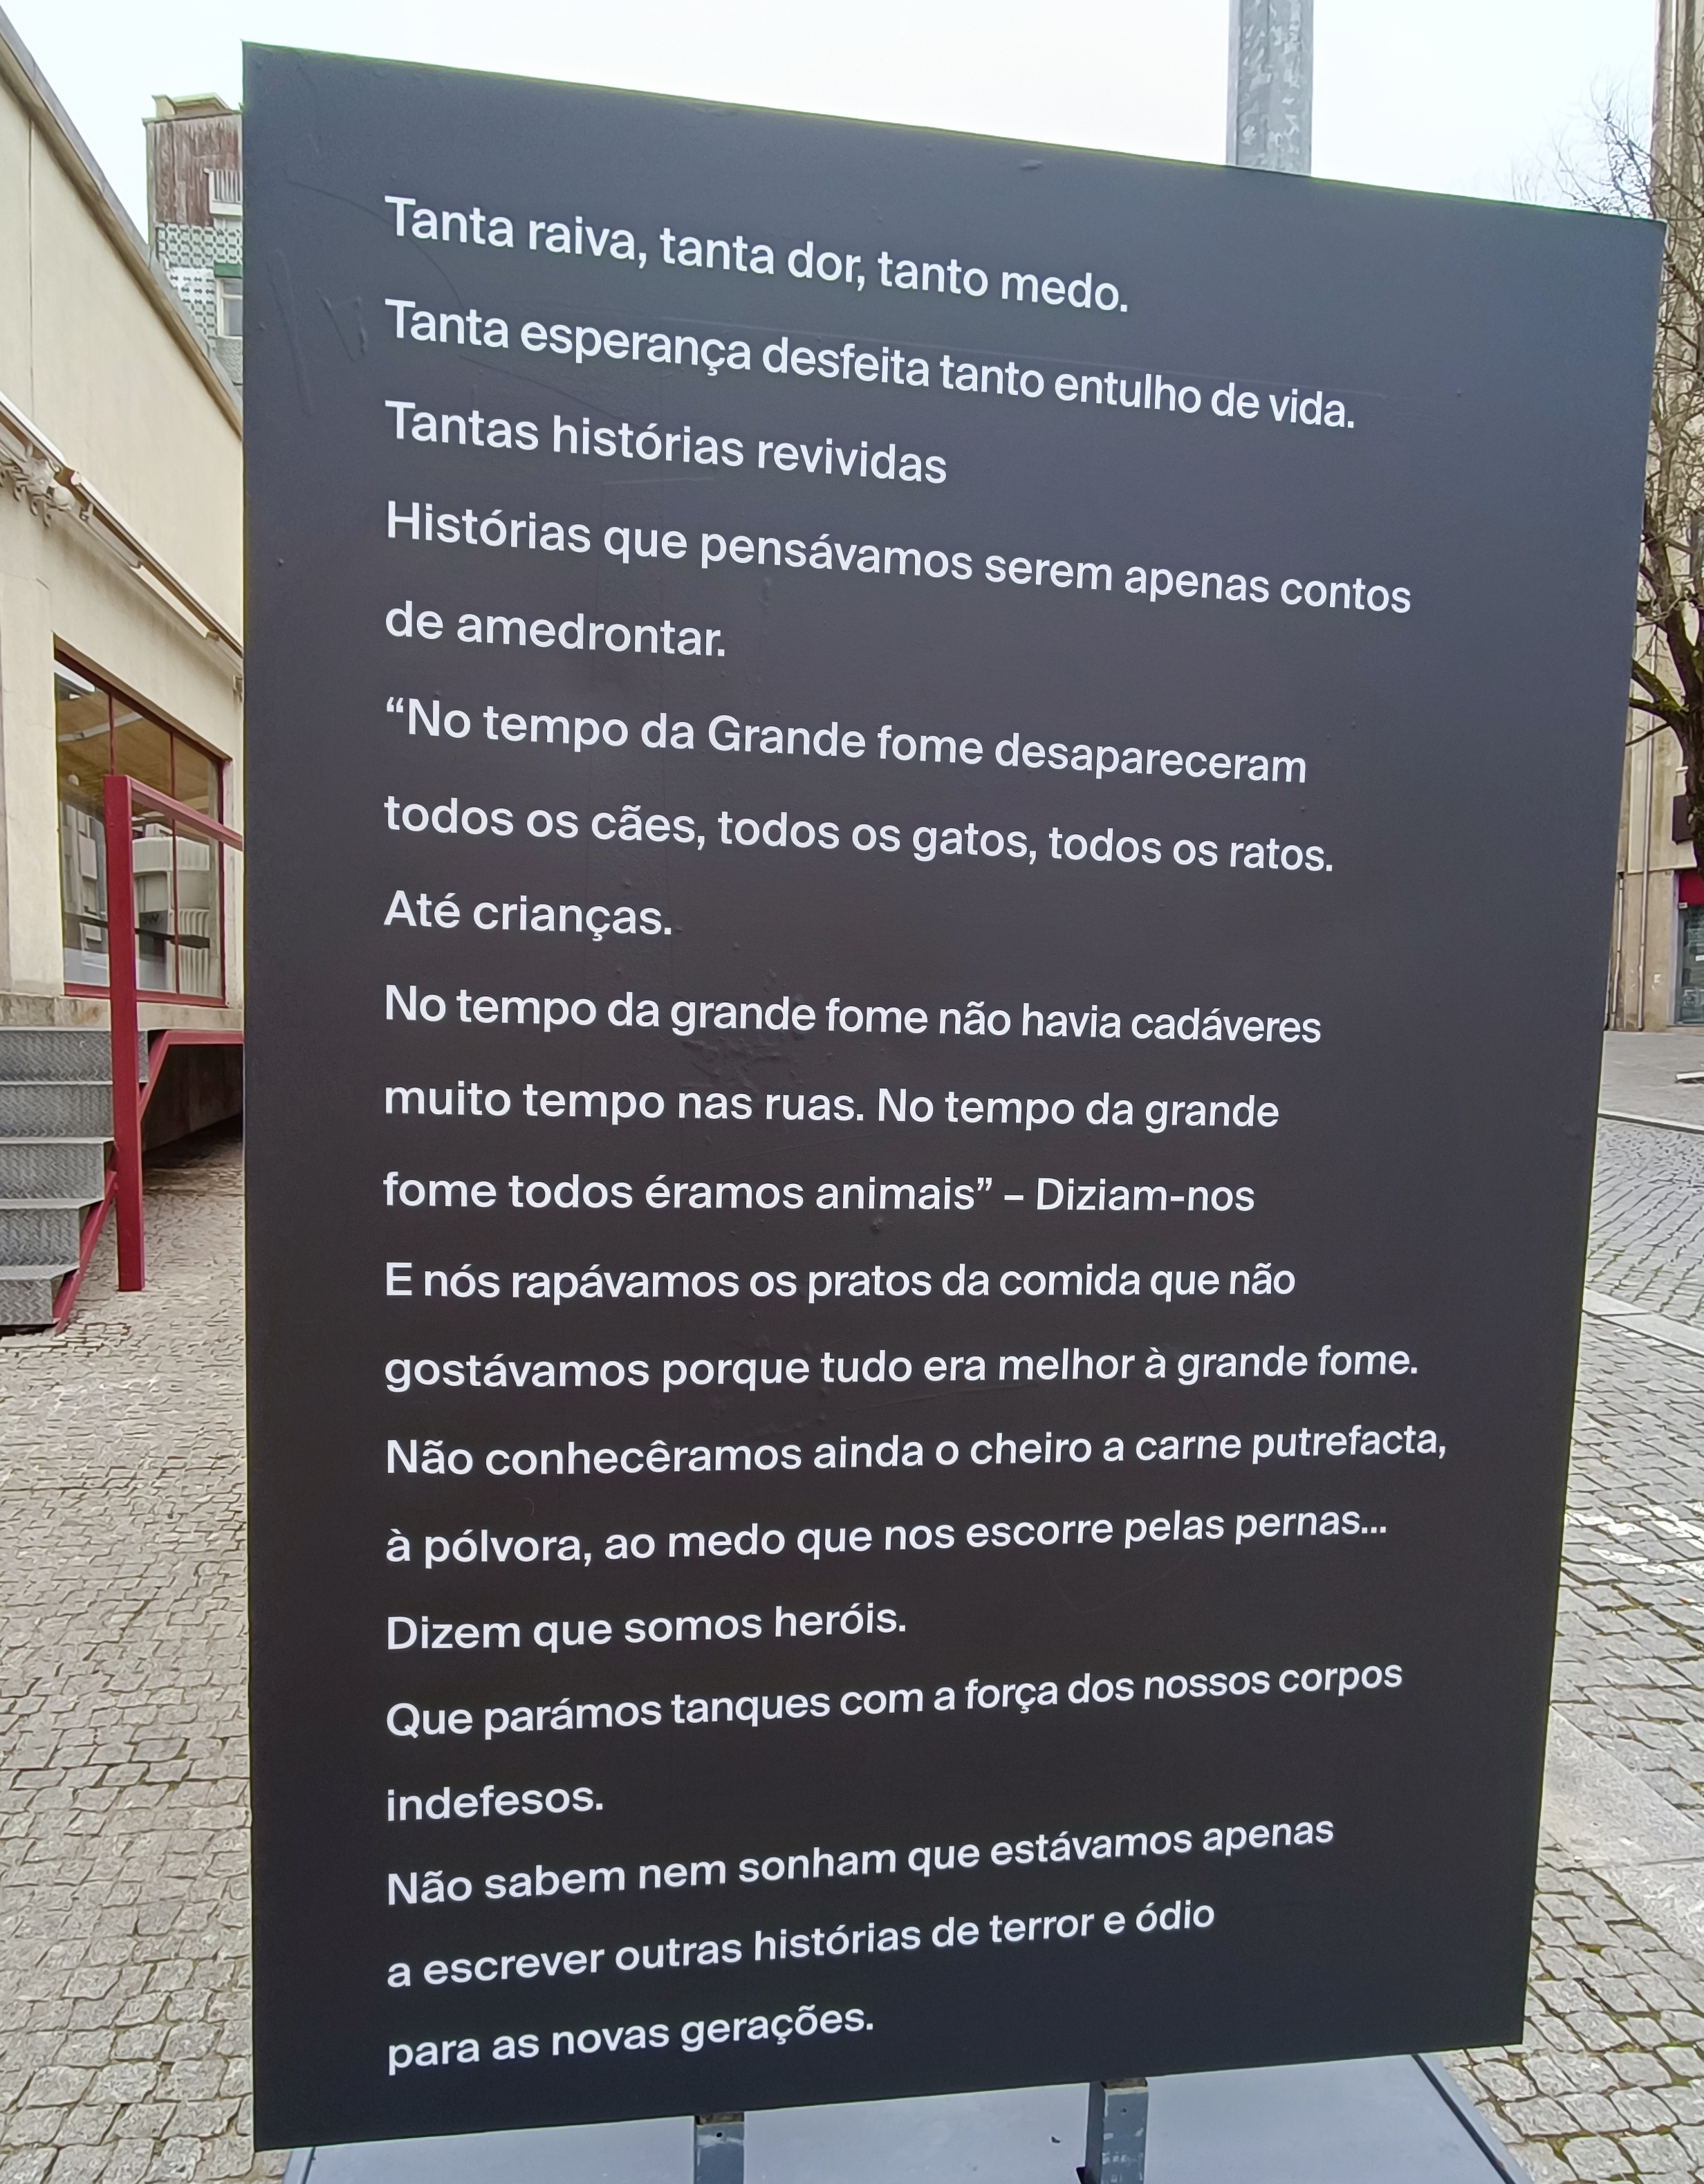 Tanta raiva, tanta dor, tanto medo.
Tanta esperança desfeita tanto entulho de vida.
Tantas histórias revividas
Histórias que pensávamos serem apenas contos
de amedrontar.
“No tempo da Grande fome desapareceram
todos os cães, todos os gatos, todos os ratos.
Até crianças.
No tempo da grande fome não havia cadáveres
muito tempo nas ruas. No tempo da grande
fome todos éramos animais” – Diziam-nos
E nós rapávamos os pratos da comida que não
gostávamos porque tudo era melhor à grande fome.
Não conhecêramos ainda o cheiro a carne putrefacta,
à pólvora, ao medo que nos escorre pelas pernas...
Dizem que somos heróis.
Que parámos tanques com a força dos nossos corpos
indefesos.
Não sabem nem sonham que estávamos apenas
a escrever outras histórias de terror e ódio
para as novas gerações.